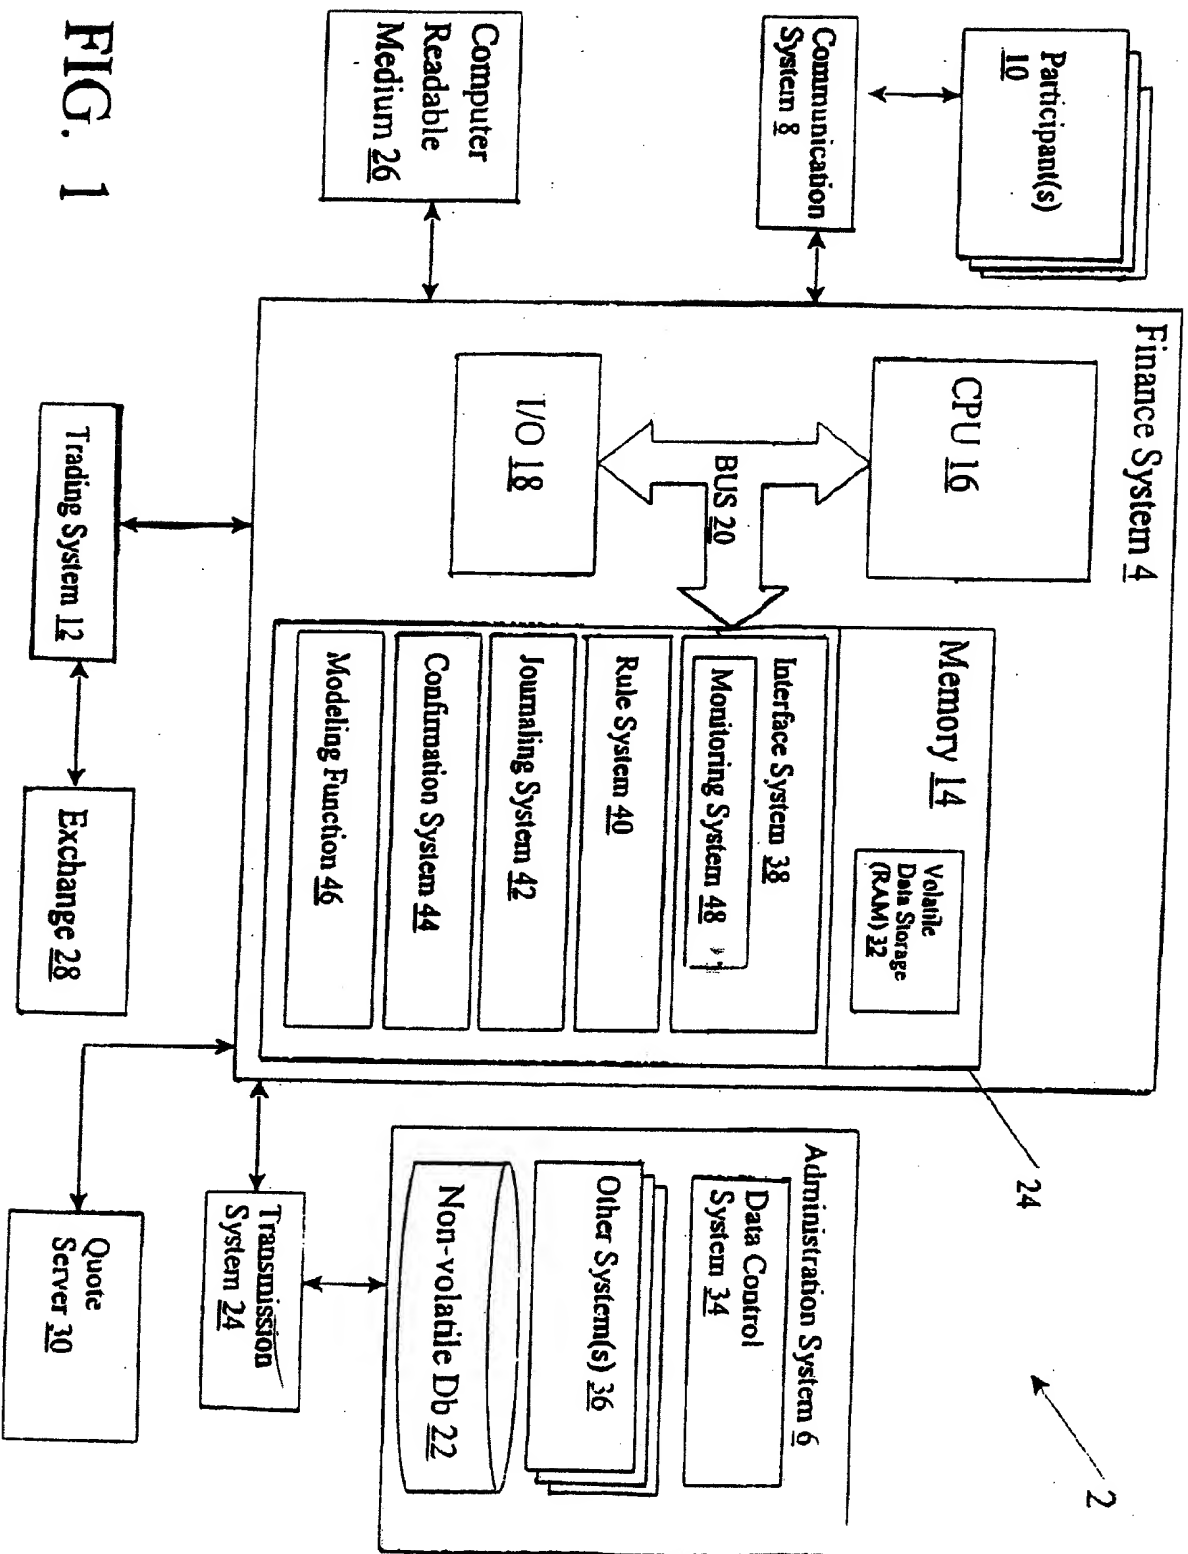 Participant(s)
10
Communication
System 8
Computer
Readable
Medium 26
Finance System 4
CPU 16
BUS 20
I/O 18
Memory 14
Volatile
Data Storage
(RAM) 32
Interface System 38
Monitoring System 48
Rule System 40
Journaling System 42
Confirmation System 44
Modeling Function 46
24
2
Administration System 6
Data Control
System 34
Other System(s) 36
Non-volatile Db 22
Transmission
System 24
Trading System 12
Exchange 28
Quote
Server 30
FIG. 1